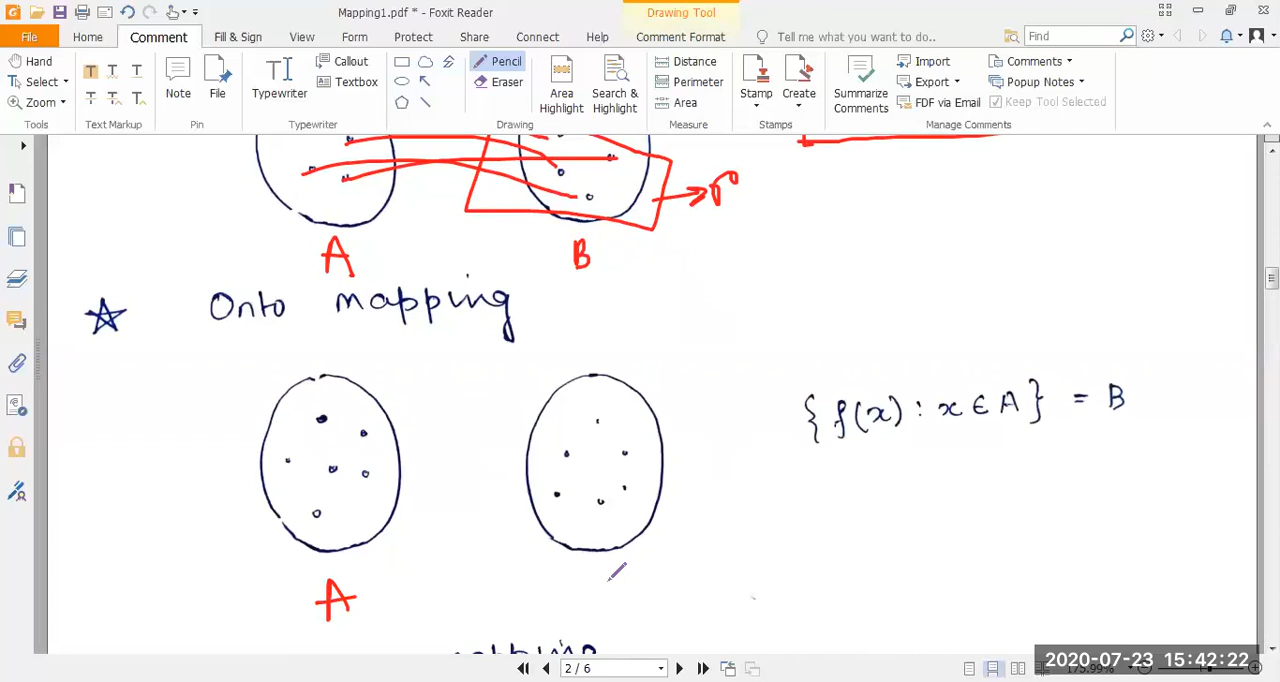 Mapping1.pdf * - Foxit Reader
Drawing Tool
File Home Comment Fill & Sign View Form Protect Share Connect Help Comment Format Tell me what you want to do.. Find
Hand
Select
Zoom
Tools
T T T
T T T
Text Markup
Note
File
Pin
Typewriter
Callout
Textbox
Typewriter
Pencil
Eraser
Area Highlight
Search & Highlight
Drawing
Distance
Perimeter
Area
Measure
Stamp
Create
Stamps
Summarize Comments
Import
Export
FDF via Email
Comments
Popup Notes
Keep Tool Selected
Manage Comments
A B
Onto mapping
{f(x) : x ∈ A} = B
A
2 / 6
175.99%
2020-07-23 15:42:22